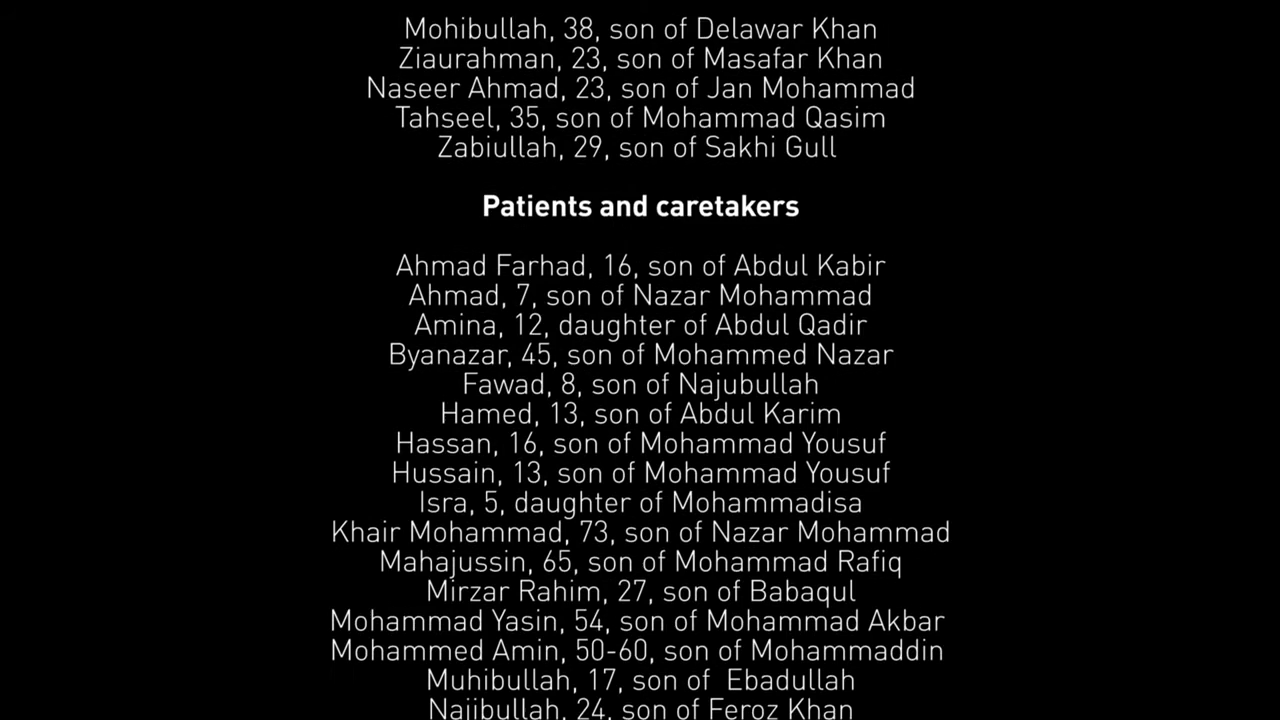 Mohibullah, 38, son of Delawar Khan
Ziaurahman, 23, son of Masafar Khan
Naseer Ahmad, 23, son of Jan Mohammad
Tahseel, 35, son of Mohammad Qasim
Zabiullah, 29, son of Sakhi Gull
Patients and caretakers
Ahmad Farhad, 16, son of Abdul Kabir
Ahmad, 7, son of Nazar Mohammad
Amina, 12, daughter of Abdul Qadir
Byanazar, 45, son of Mohammed Nazar
Fawad, 8, son of Najubullah
Hamed, 13, son of Abdul Karim
Hassan, 16, son of Mohammad Yousuf
Hussain, 13, son of Mohammad Yousuf
Isra, 5, daughter of Mohammadisa
Khair Mohammad, 73, son of Nazar Mohammad
Mahajussin, 65, son of Mohammad Rafiq
Mirzar Rahim, 27, son of Babaqul
Mohammad Yasin, 54, son of Mohammad Akbar
Mohammed Amin, 50-60, son of Mohammaddin
Muhibullah, 17, son of  Ebadullah
Najibullah, 24, son of Feroz Khan